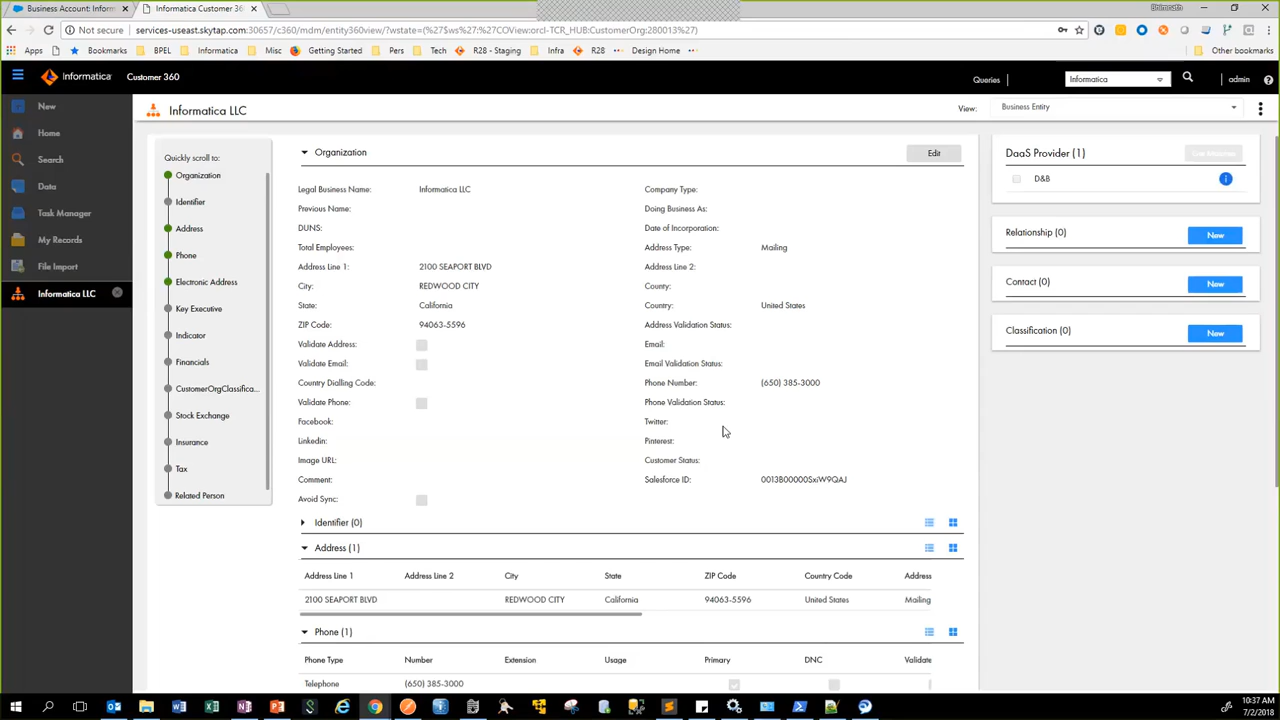 Business Account: Inform
Informatica Customer 360
Not secure
services-useast.skytap.com:30657/c360/mdm/entity360view/?wstate=(%27$ws%27:%27COView:orcl-TCR_HUB:CustomerOrg:280013%27)
Apps
Bookmarks
BPEL
Informatica
Misc
Getting Started
Pers
Tech
R28 - Staging
Infra
R28
Design Home
Other bookmarks
Informatica
Customer 360
Queries
Informatica
admin
New
Home
Search
Data
Task Manager
My Records
File Import
Informatica LLC
Informatica LLC
View:
Business Entity
Quickly scroll to:
Organization
Identifier
Address
Phone
Electronic Address
Key Executive
Indicator
Financials
CustomerOrgClassifica...
Stock Exchange
Insurance
Tax
Related Person
Organization
Edit
Legal Business Name: Informatica LLC Company Type:
Previous Name: Doing Business As:
DUNS: Date of Incorporation:
Total Employees: Address Type: Mailing
Address Line 1: 2100 SEAPORT BLVD Address Line 2:
City: REDWOOD CITY County:
State: California Country: United States
ZIP Code: 94063-5596 Address Validation Status:
Validate Address: Email:
Validate Email: Email Validation Status:
Country Dialling Code: Phone Number: (650) 385-3000
Validate Phone: Phone Validation Status:
Facebook: Twitter:
Linkedin: Pinterest:
Image URL: Customer Status:
Comment: Salesforce ID: 0013B00000SxiW9QAJ
Avoid Sync:
Identifier (0)
Address (1)
Address Line 1 Address Line 2 City State ZIP Code Country Code Address
2100 SEAPORT BLVD REDWOOD CITY California 94063-5596 United States Mailing
Phone (1)
Phone Type Number Extension Usage Primary DNC Validate
Telephone (650) 385-3000
DaaS Provider (1)
D&B
Relationship (0) New
Contact (0) New
Classification (0) New
10:37 AM
7/2/2018